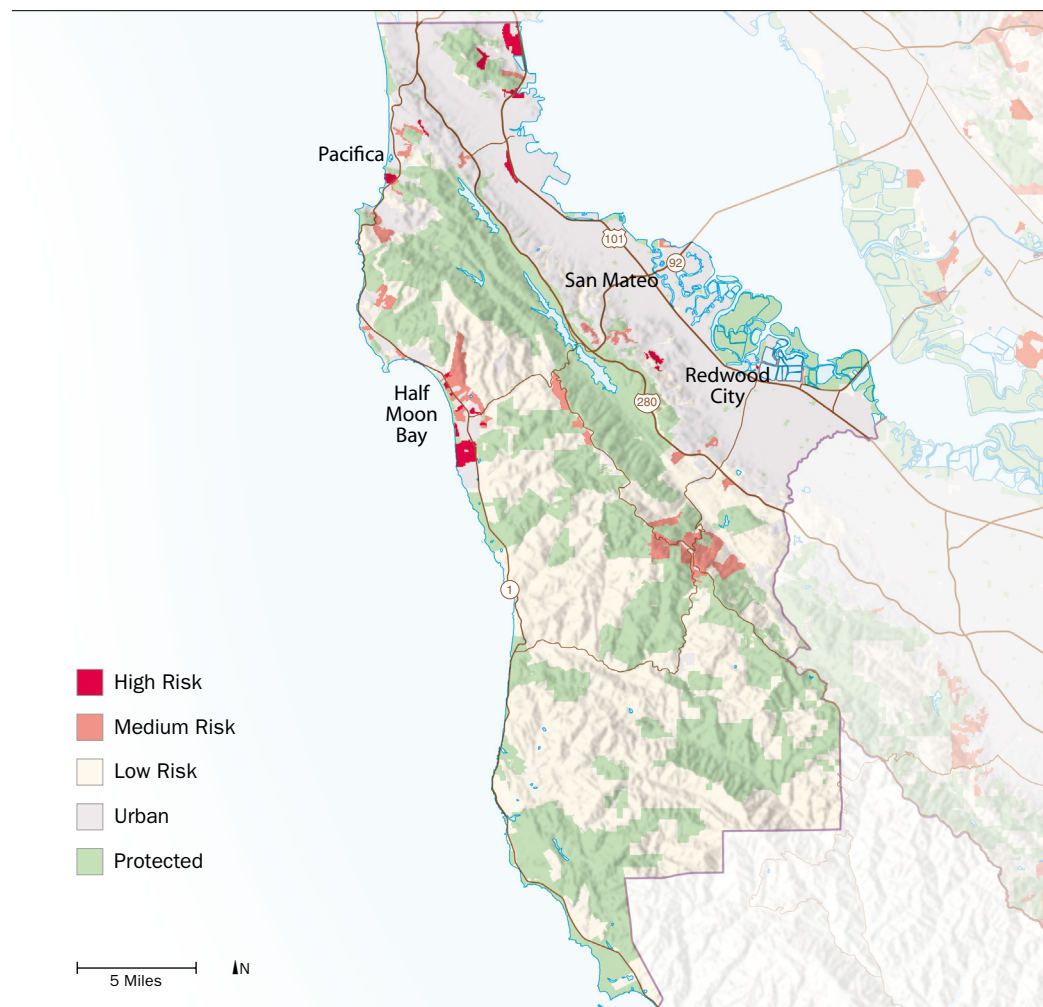 Pacifica
101
92
San Mateo
Redwood
City
280
Half
Moon
Bay
1
High Risk
Medium Risk
Low Risk
Urban
Protected
5 Miles
N